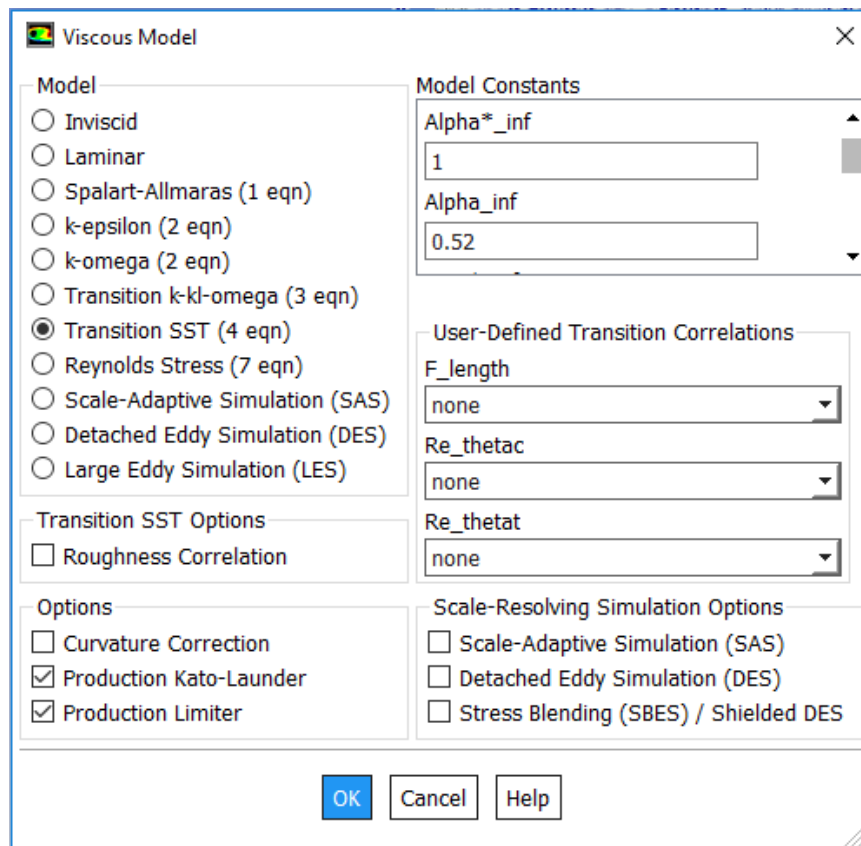 Viscous Model
Model
Inviscid
Laminar
Spalart-Allmaras (1 eqn)
k-epsilon (2 eqn)
k-omega (2 eqn)
Transition k-kl-omega (3 eqn)
Transition SST (4 eqn)
Reynolds Stress (7 eqn)
Scale-Adaptive Simulation (SAS)
Detached Eddy Simulation (DES)
Large Eddy Simulation (LES)
Transition SST Options
Roughness Correlation
Options
Curvature Correction
Production Kato-Launder
Production Limiter
Model Constants
Alpha*_inf
1
Alpha_inf
0.52
User-Defined Transition Correlations
F_length
none
Re_thetac
none
Re_thetat
none
Scale-Resolving Simulation Options
Scale-Adaptive Simulation (SAS)
Detached Eddy Simulation (DES)
Stress Blending (SBES) / Shielded DES
OK
Cancel
Help